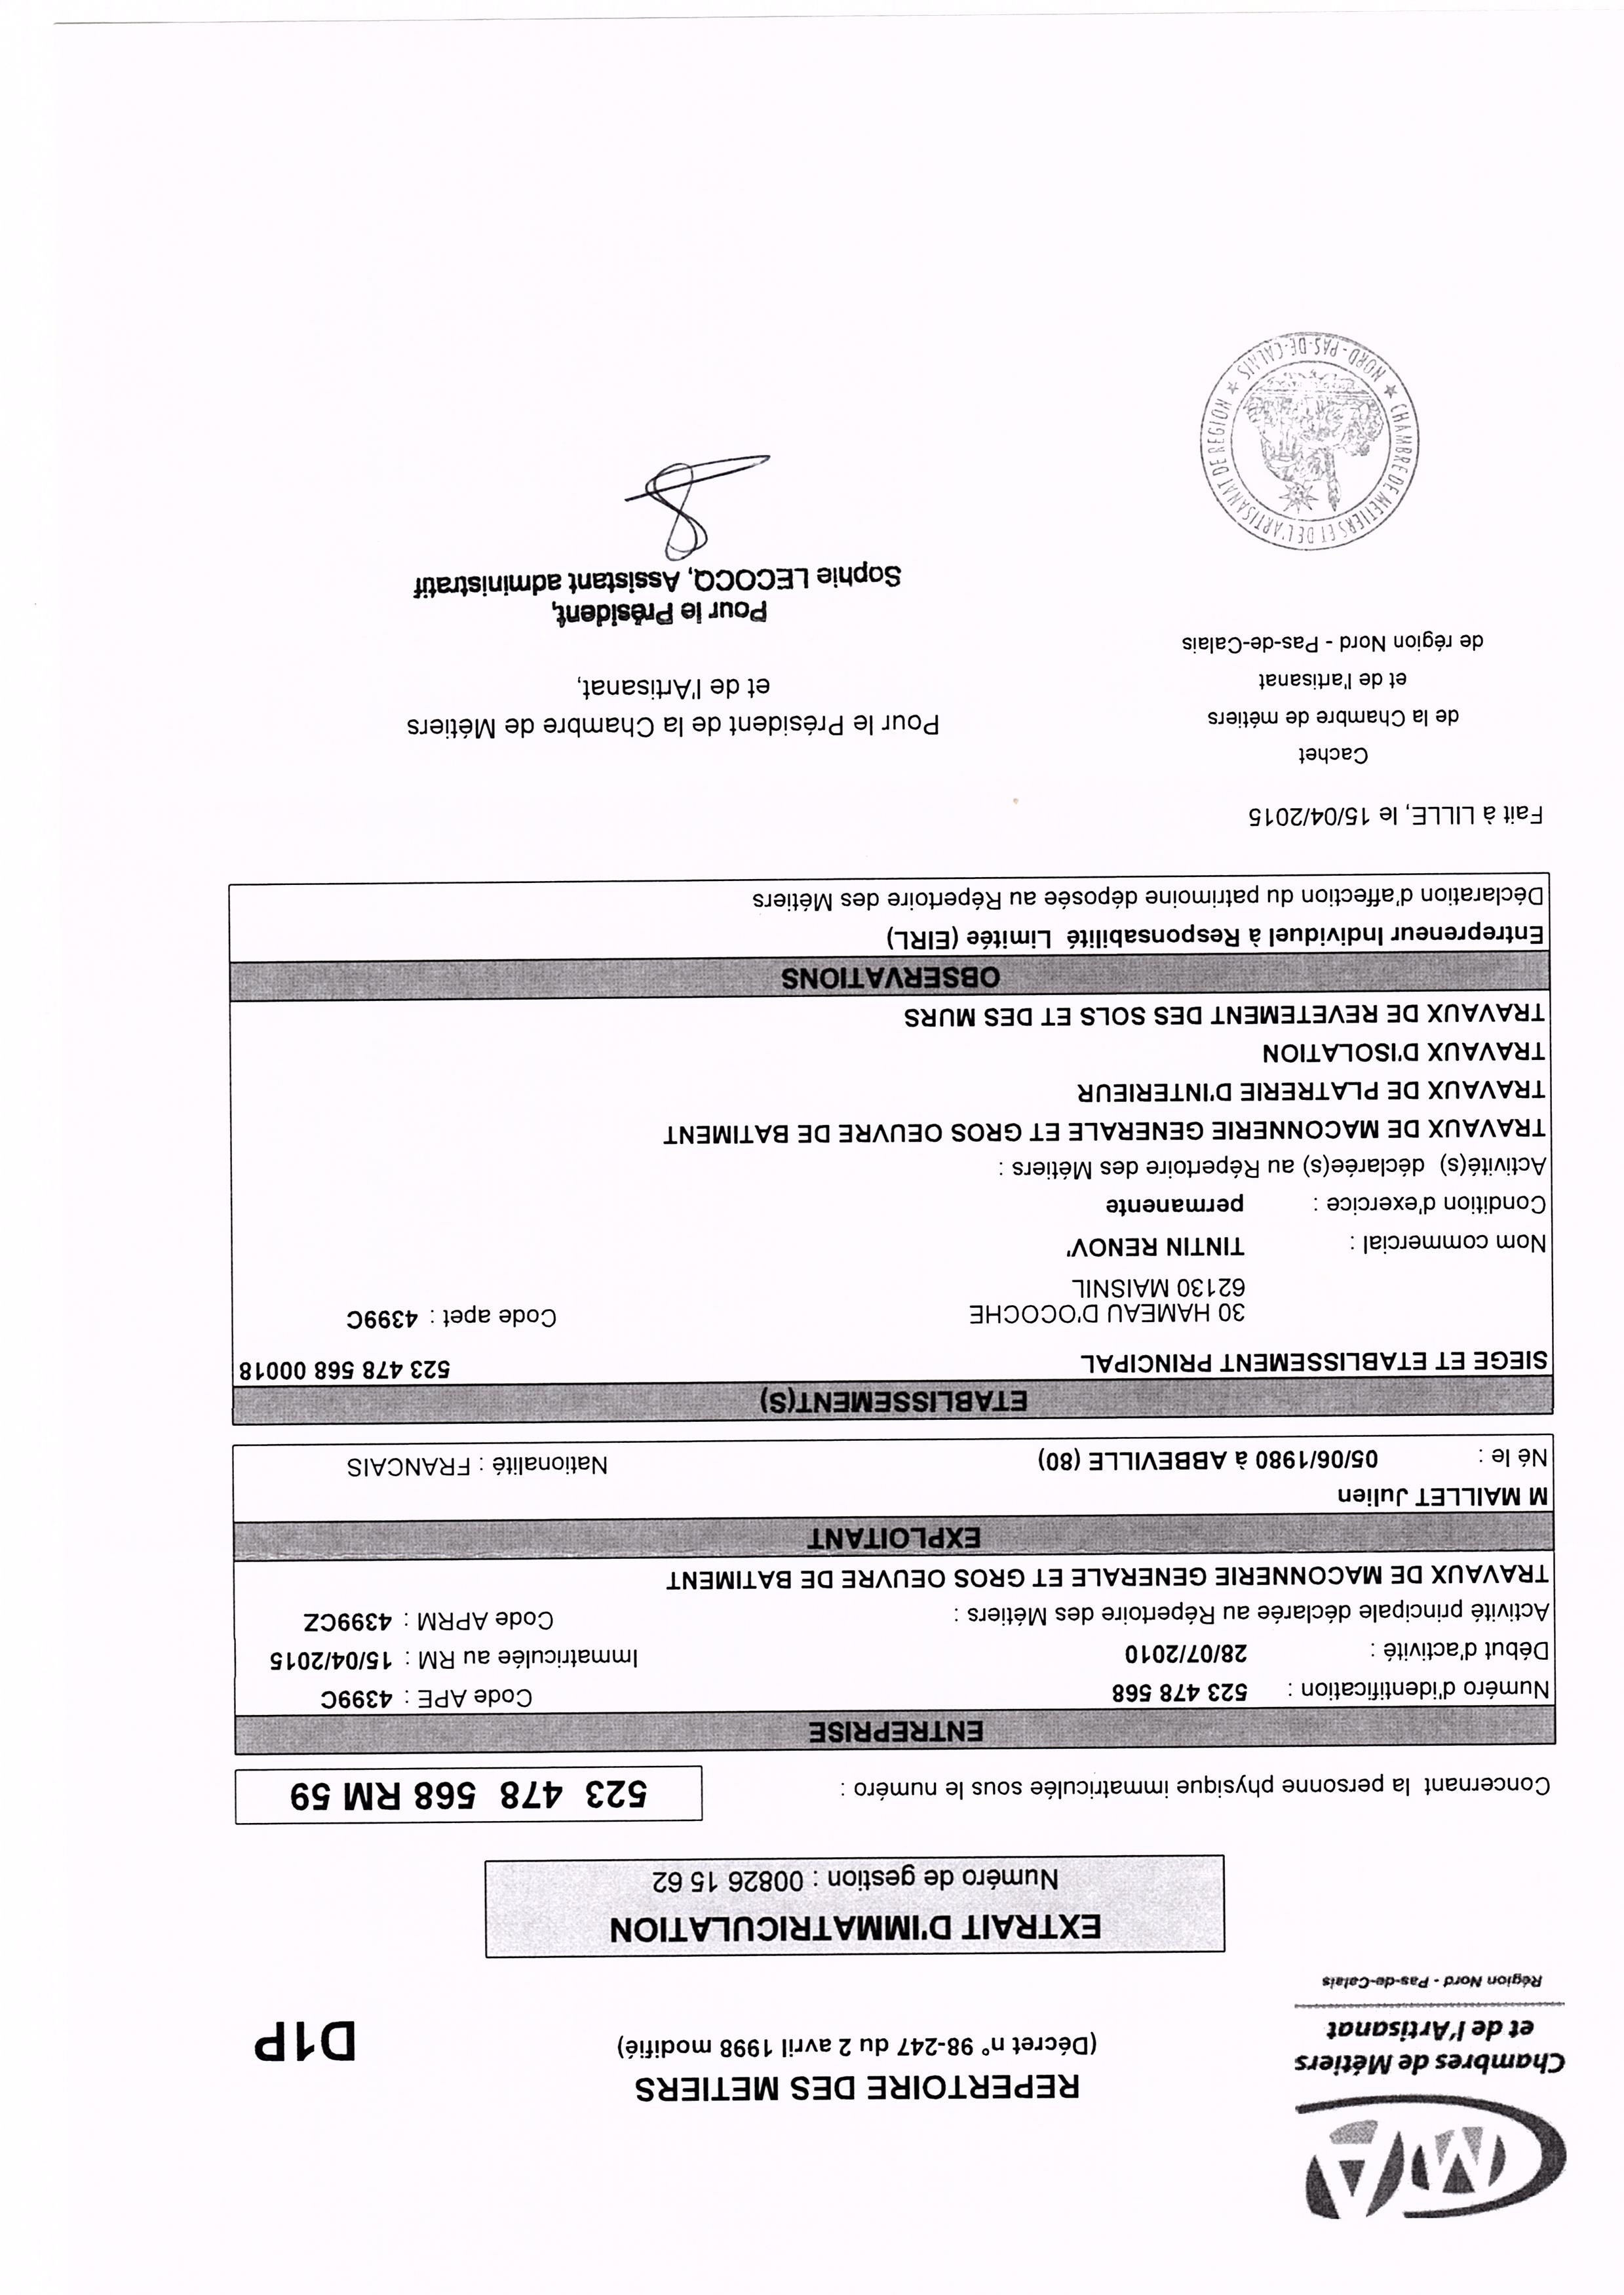 CMA
Chambres de Métiers
et de l'Artisanat
Région Nord - Pas-de-Calais
REPERTOIRE DES METIERS
(Décret n° 98-247 du 2 avril 1998 modifié)
D1P
EXTRAIT D'IMMATRICULATION
Numéro de gestion : 00826 15 62
Concernant la personne physique immatriculée sous le numéro : 523 478 568 RM 59
ENTREPRISE
Numéro d'identification : 523 478 568 Code APE : 4399C
Début d'activité : 28/07/2010 Immatriculée au RM : 15/04/2015
Activité principale déclarée au Répertoire des Métiers : Code APRM : 4399CZ
TRAVAUX DE MACONNERIE GENERALE ET GROS OEUVRE DE BATIMENT
EXPLOITANT
M MAILLET Julien
Né le : 05/06/1980 à ABBEVILLE (80) Nationalité : FRANCAIS
ETABLISSEMENT(S)
SIEGE ET ETABLISSEMENT PRINCIPAL 523 478 568 00018
30 HAMEAU D'OCOCHE Code apet : 4399C
62130 MAISNIL
Nom commercial : TINTIN RENOV'
Condition d'exercice : permanente
Activité(s) déclarée(s) au Répertoire des Métiers :
TRAVAUX DE MACONNERIE GENERALE ET GROS OEUVRE DE BATIMENT
TRAVAUX DE PLATRERIE D'INTERIEUR
TRAVAUX D'ISOLATION
TRAVAUX DE REVETEMENT DES SOLS ET DES MURS
OBSERVATIONS
Entrepreneur Individuel à Responsabilité Limitée (EIRL)
Déclaration d'affection du patrimoine déposée au Répertoire des Métiers
Fait à LILLE, le 15/04/2015
Cachet
de la Chambre de métiers
et de l'artisanat
de région Nord - Pas-de-Calais
Pour le Président de la Chambre de Métiers
et de l'Artisanat,
Pour le Président,
Sophie LECOCQ, Assistant administratif
CHAMBRE DE METIERS ET DE L'ARTISANAT DE REGION
NORD - PAS-DE-CALAIS